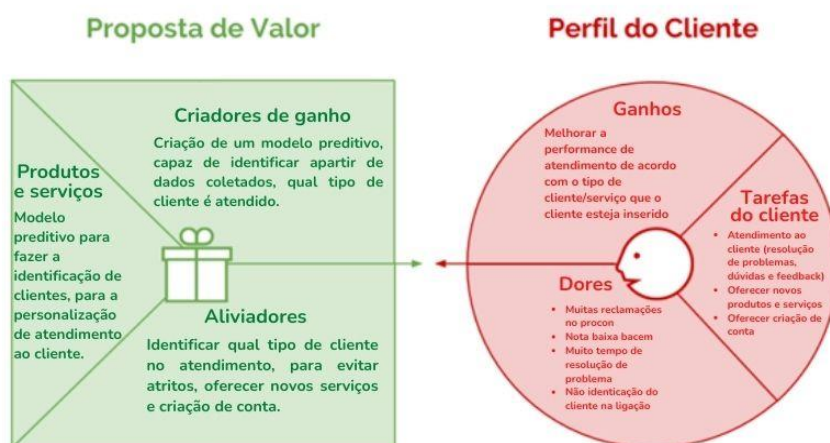 Proposta de Valor
Perfil do Cliente
Criadores de ganho
Criação de um modelo preditivo,
capaz de identificar apartir de
dados coletados, qual tipo de
cliente é atendido.
Produtos
e serviços
Modelo
preditivo para
fazer a
identificação de
clientes, para a
personalização
de atendimento
ao cliente.
Aliviadores
Identificar qual tipo de cliente
no atendimento, para evitar
atritos, oferecer novos serviços
e criação de conta.
Ganhos
Melhorar a
performance de
atendimento de acordo
com o tipo de
cliente/serviço que o
cliente esteja inserido
Tarefas
do cliente
• Atendimento ao
cliente (resolução
de problemas,
dúvidas e feedback)
• Oferecer novos
produtos e serviços
• Oferecer criação de
conta
Dores
• Muitas reclamações
no procon
• Nota baixa bacem
• Muito tempo de
resolução de
problema
• Não identicação do
cliente na ligação